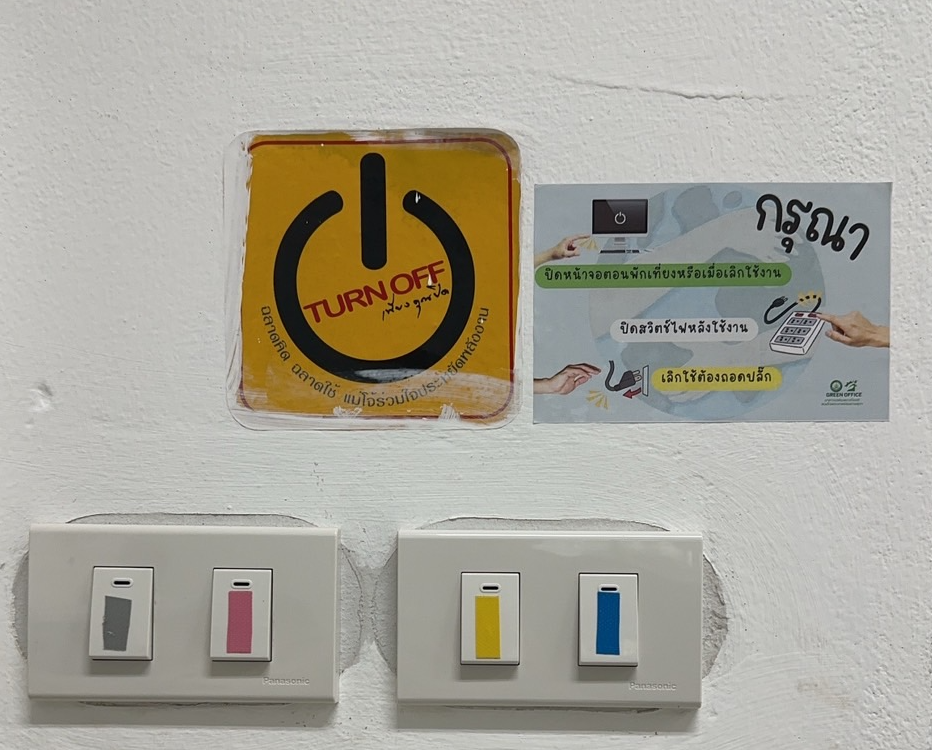 TURN OFF
เพียงคุณปิด
ฉลาดคิด ฉลาดใช้ แม่โจ้ร่วมใจประหยัดพลังงาน
กรุณา
ปิดหน้าจอตอนพักเที่ยงหรือเมื่อเลิกใช้งาน
ปิดสวิตช์ไฟหลังใช้งาน
เลิกใช้ต้องถอดปลั๊ก
GREEN OFFICE
Panasonic
Panasonic